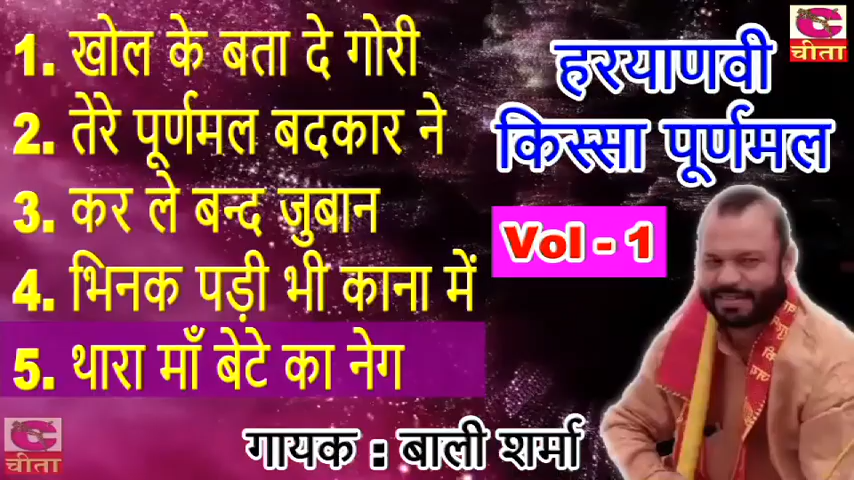 1. खोल के बता दे गोरी
2. तेरे पूर्णमल बदकार ने
3. कर ले बन्द जुबान
4. भिनक पड़ी भी काना में
5. थारा माँ बेटे का नेग
हरयाणवी
किस्सा पूर्णमल
Vol - 1
गायक : बाली शर्मा
चीता
चीता